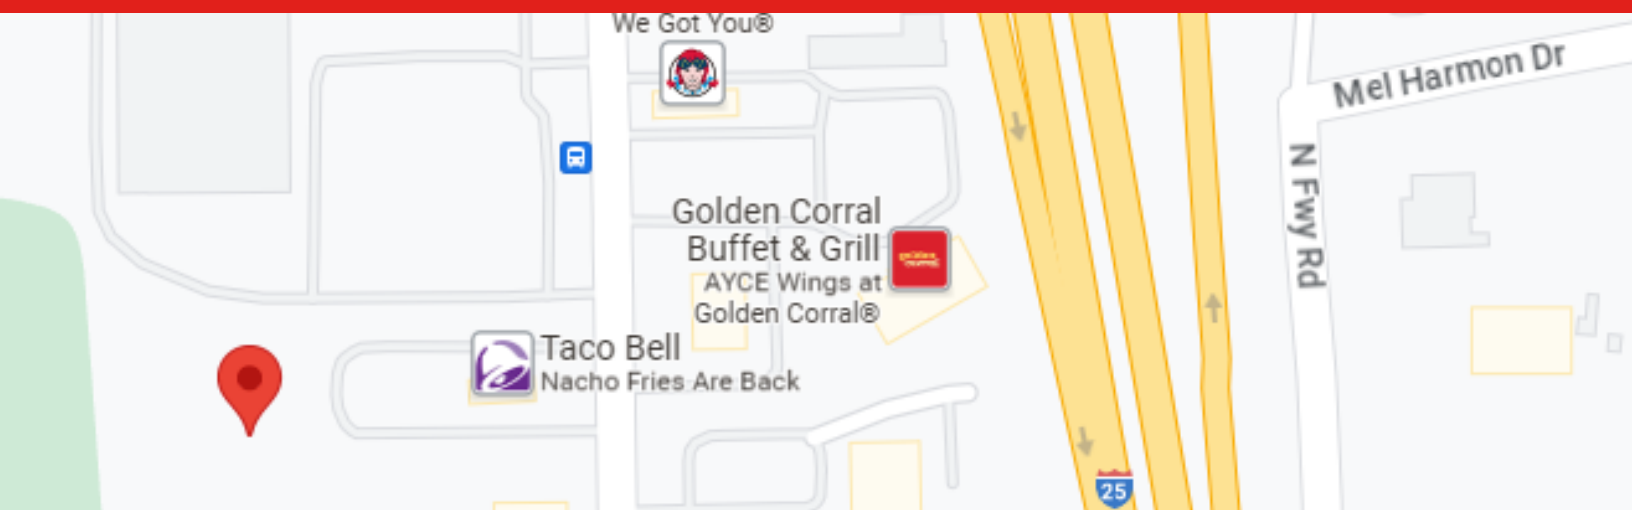 We Got You®
Mel Harmon Dr
N Fwy Rd
Golden Corral
Buffet & Grill
AYCE Wings at
Golden Corral®
Taco Bell
Nacho Fries Are Back
25